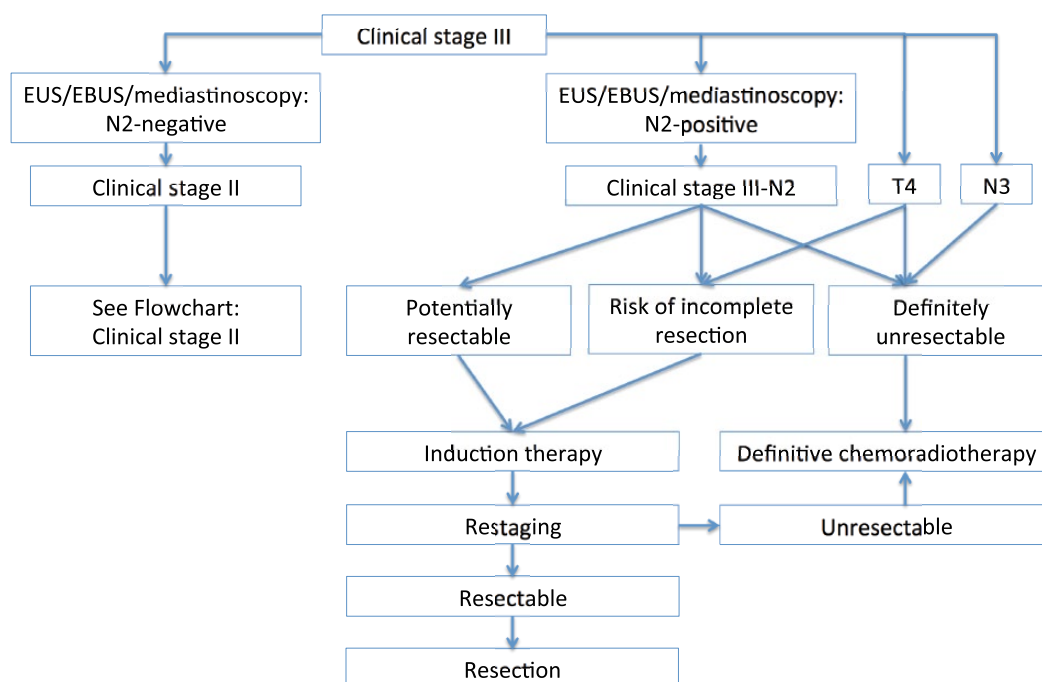 Clinical stage III
EUS/EBUS/mediastinoscopy:
N2-negative
EUS/EBUS/mediastinoscopy:
N2-positive
Clinical stage II
Clinical stage III-N2
T4
N3
See Flowchart:
Clinical stage II
Potentially
resectable
Risk of incomplete
resection
Definitely
unresectable
Induction therapy
Definitive chemoradiotherapy
Restaging
Unresectable
Resectable
Resection